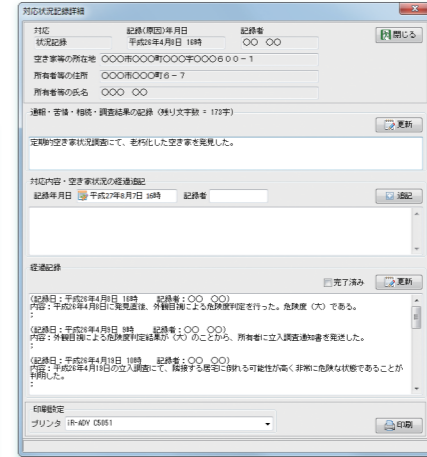 対応状況記録詳細
対応 記録(原因)年月日 記録者
状況記録 平成26年4月8日 16時 〇〇 〇〇
閉じる
空き家等の所在地 〇〇〇市〇〇〇町〇〇〇字〇〇〇600-1
所有者等の住所 〇〇〇市〇〇〇町6-7
所有者等の氏名 〇〇〇 〇〇
通報・苦情・相続・調査結果の記録 (残り文字数 = 173字)
更新
定期的空き家状況調査にて、老朽化した空き家を発見した。
対応内容・空き家状況の経過追記
記録年月日 平成27年8月7日 16時 記録者 追記
経過記録
完了済み 更新
(記録日:平成26年4月8日 16時 記録者:〇〇 〇〇)
内容:平成26年4月8日に発見直後、外観目視による危険度判定を行った。危険度(大)である。
:
(記録日:平成26年4月9日 9時 記録者:〇〇 〇〇)
内容:外観目視による危険度判定結果が(大)のことから、所有者に立入調査通知書を発送した。
:
(記録日:平成26年4月19日 10時 記録者:〇〇 〇〇)
内容:平成26年4月19日の立入調査にて、隣接する居宅に倒れる可能性が高く非常に危険な状態であることが
判明した。
:
印刷設定
プリンタ iR-ADV C5051 印刷